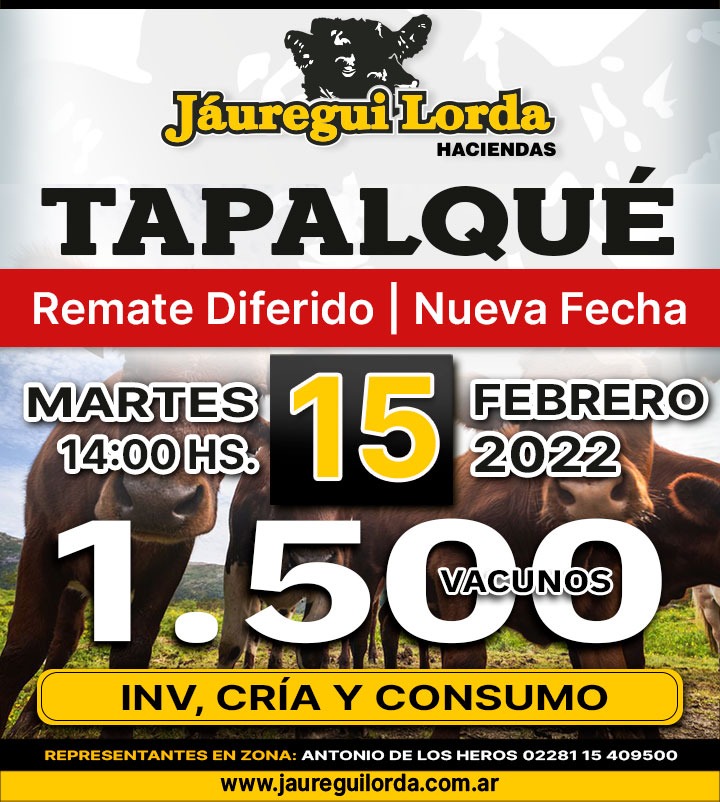 Jáuregui Lorda
HACIENDAS
TAPALQUÉ
Remate Diferido | Nueva Fecha
MARTES 15 FEBRERO
14:00 HS. 2022
1.500
VACUNOS
INV, CRÍA Y CONSUMO
REPRESENTANTES EN ZONA: ANTONIO DE LOS HEROS 02281 15 409500
www.jaureguilorda.com.ar